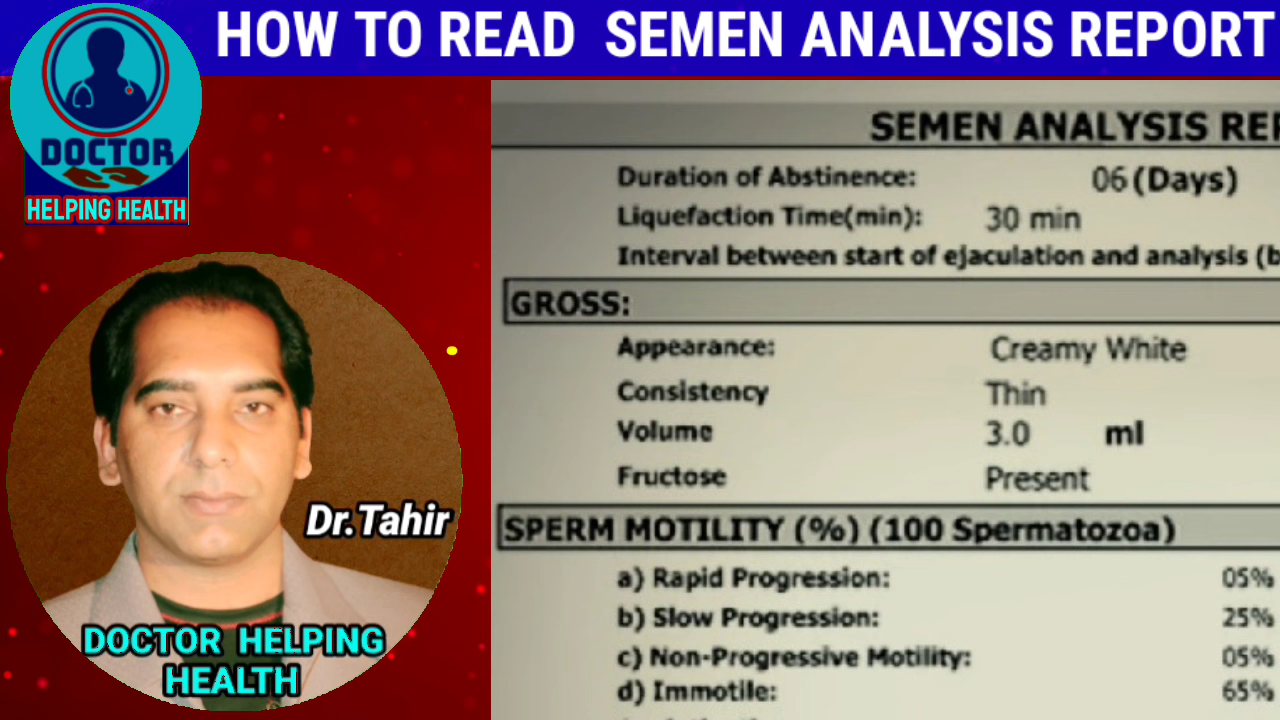 HOW TO READ SEMEN ANALYSIS REPORT
DOCTOR
HELPING HEALTH
Dr.Tahir
DOCTOR HELPING
HEALTH
SEMEN ANALYSIS
Duration of Abstinence: 06 (Days)
Liquefaction Time(min): 30 min
Interval between start of ejaculation and analysis
GROSS:
Appearance: Creamy White
Consistency Thin
Volume 3.0 ml
Fructose Present
SPERM MOTILITY (%) (100 Spermatozoa)
a) Rapid Progression: 05%
b) Slow Progression: 25%
c) Non-Progressive Motility: 05%
d) Immotile: 65%